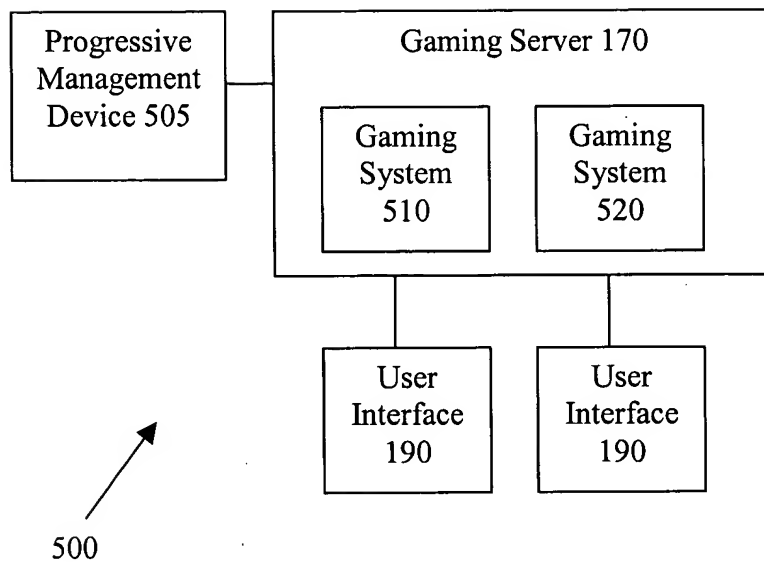 Progressive
Management
Device 505
Gaming Server 170
Gaming
System
510
Gaming
System
520
User
Interface
190
User
Interface
190
500